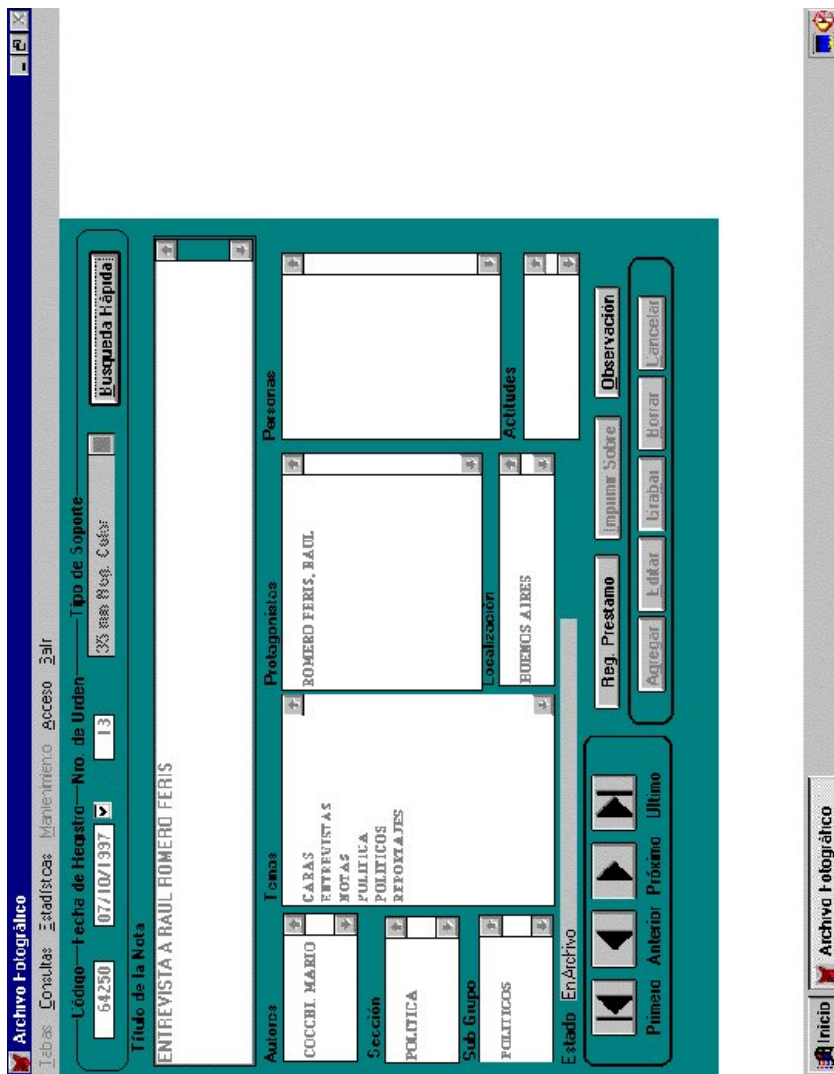 Archivo Fotográfico
Tablas Consultas Estadísticas Mantenimiento Acceso Salir
Código Fecha de Registro Nro. de Orden Tipo de Soporte
64250 07/10/1997 13 35 mm Neg. Color Busqueda Rápida
Título de la Nota
ENTREVISTA A RAUL ROMERO FERIS
Autores Temas Protagonistas Personas
COCCHI, MARIO
CARAS
ENTREVISTAS
NOTAS
POLITICA
POLITICOS
REPORTAJES
ROMERO FERIS, RAUL
Sección
POLITICA
Sub Grupo
POLITICOS
Localización Actitudes
BUENOS AIRES
Estado En Archivo
Reg. Prestamo Imprimir Sobre Observación
Primero Anterior Próximo Ultimo
Agregar Editar Grabar Borrar Cancelar
Inicio Archivo Fotográfico